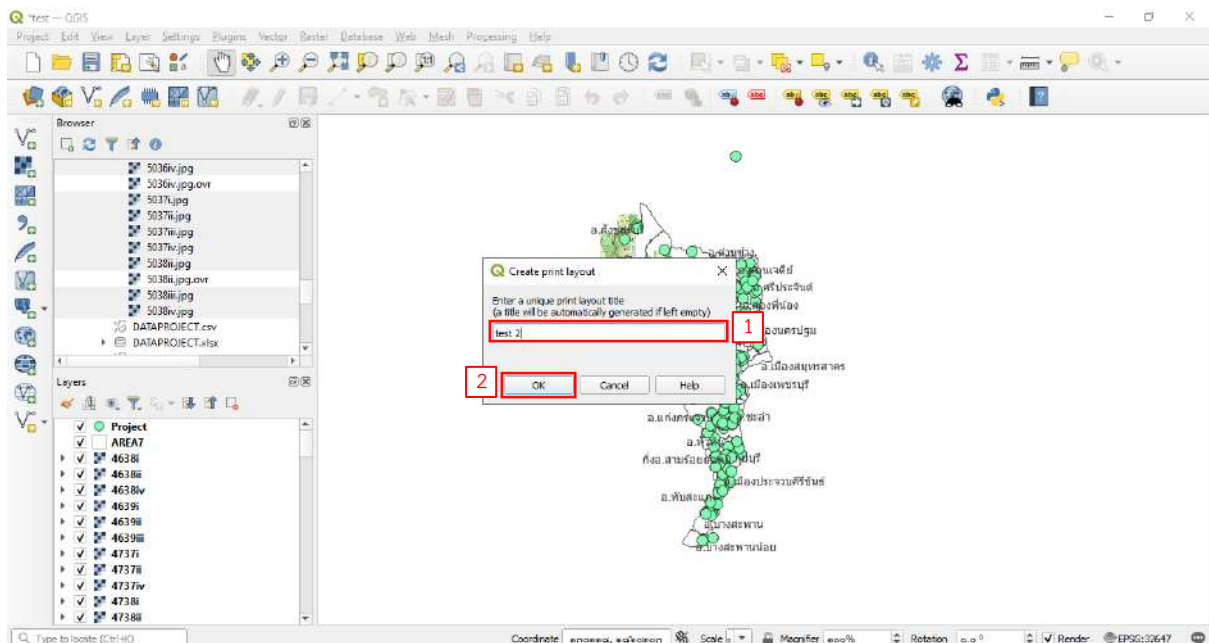 *test — QGIS
Project Edit View Layer Settings Plugins Vector Raster Database Web Mesh Processing Help
Browser
5036iv.jpg
5036iv.jpg.ovr
5037i.jpg
5037ii.jpg
5037iii.jpg
5037iv.jpg
5038ii.jpg
5038ii.jpg.ovr
5038iii.jpg
5038iv.jpg
DATAPROJECT.csv
DATAPROJECT.xlsx
Layers
Project
AREA7
4638i
4638ii
4638iv
4639i
4639ii
4639iii
4737i
4737ii
4737iv
4738i
4738ii
Create print layout
Enter a unique print layout title
(a title will be automatically generated if left empty)
test 2
1
2
OK Cancel Help
อ.เมืองสมุทรสาคร
อ.เมืองเพชรบุรี
อ.เมืองประจวบคีรีขันธ์
อ.บางสะพาน
อ.บางสะพานน้อย
Type to locate (Ctrl+K)
Coordinate Scale Magnifier Rotation Render EPSG:32647